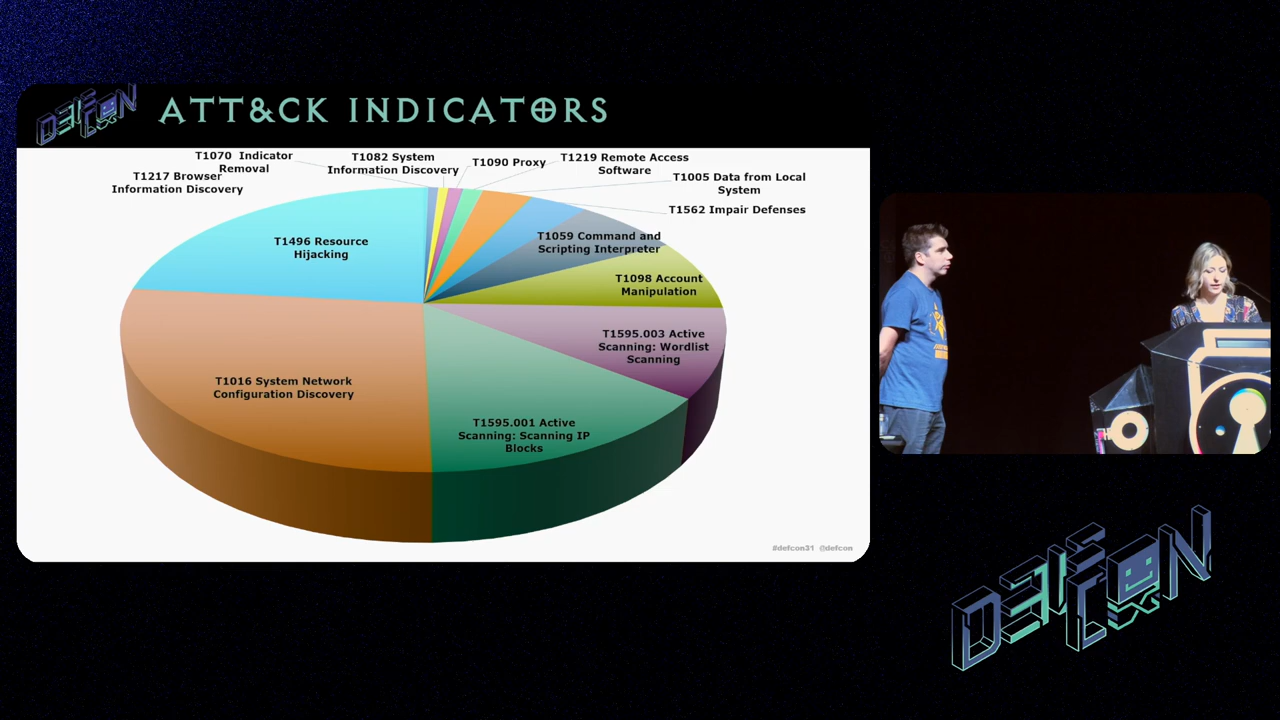 DEFCON
ATT&CK INDICATORS
T1070 Indicator
Removal
T1082 System
Information Discovery
T1090 Proxy
T1219 Remote Access
Software
T1217 Browser
Information Discovery
T1005 Data from Local
System
T1562 Impair Defenses
T1496 Resource
Hijacking
T1059 Command and
Scripting Interpreter
T1098 Account
Manipulation
T1595.003 Active
Scanning: Wordlist
Scanning
T1016 System Network
Configuration Discovery
T1595.001 Active
Scanning: Scanning IP
Blocks
#defcon31 @defcon
DEFCON